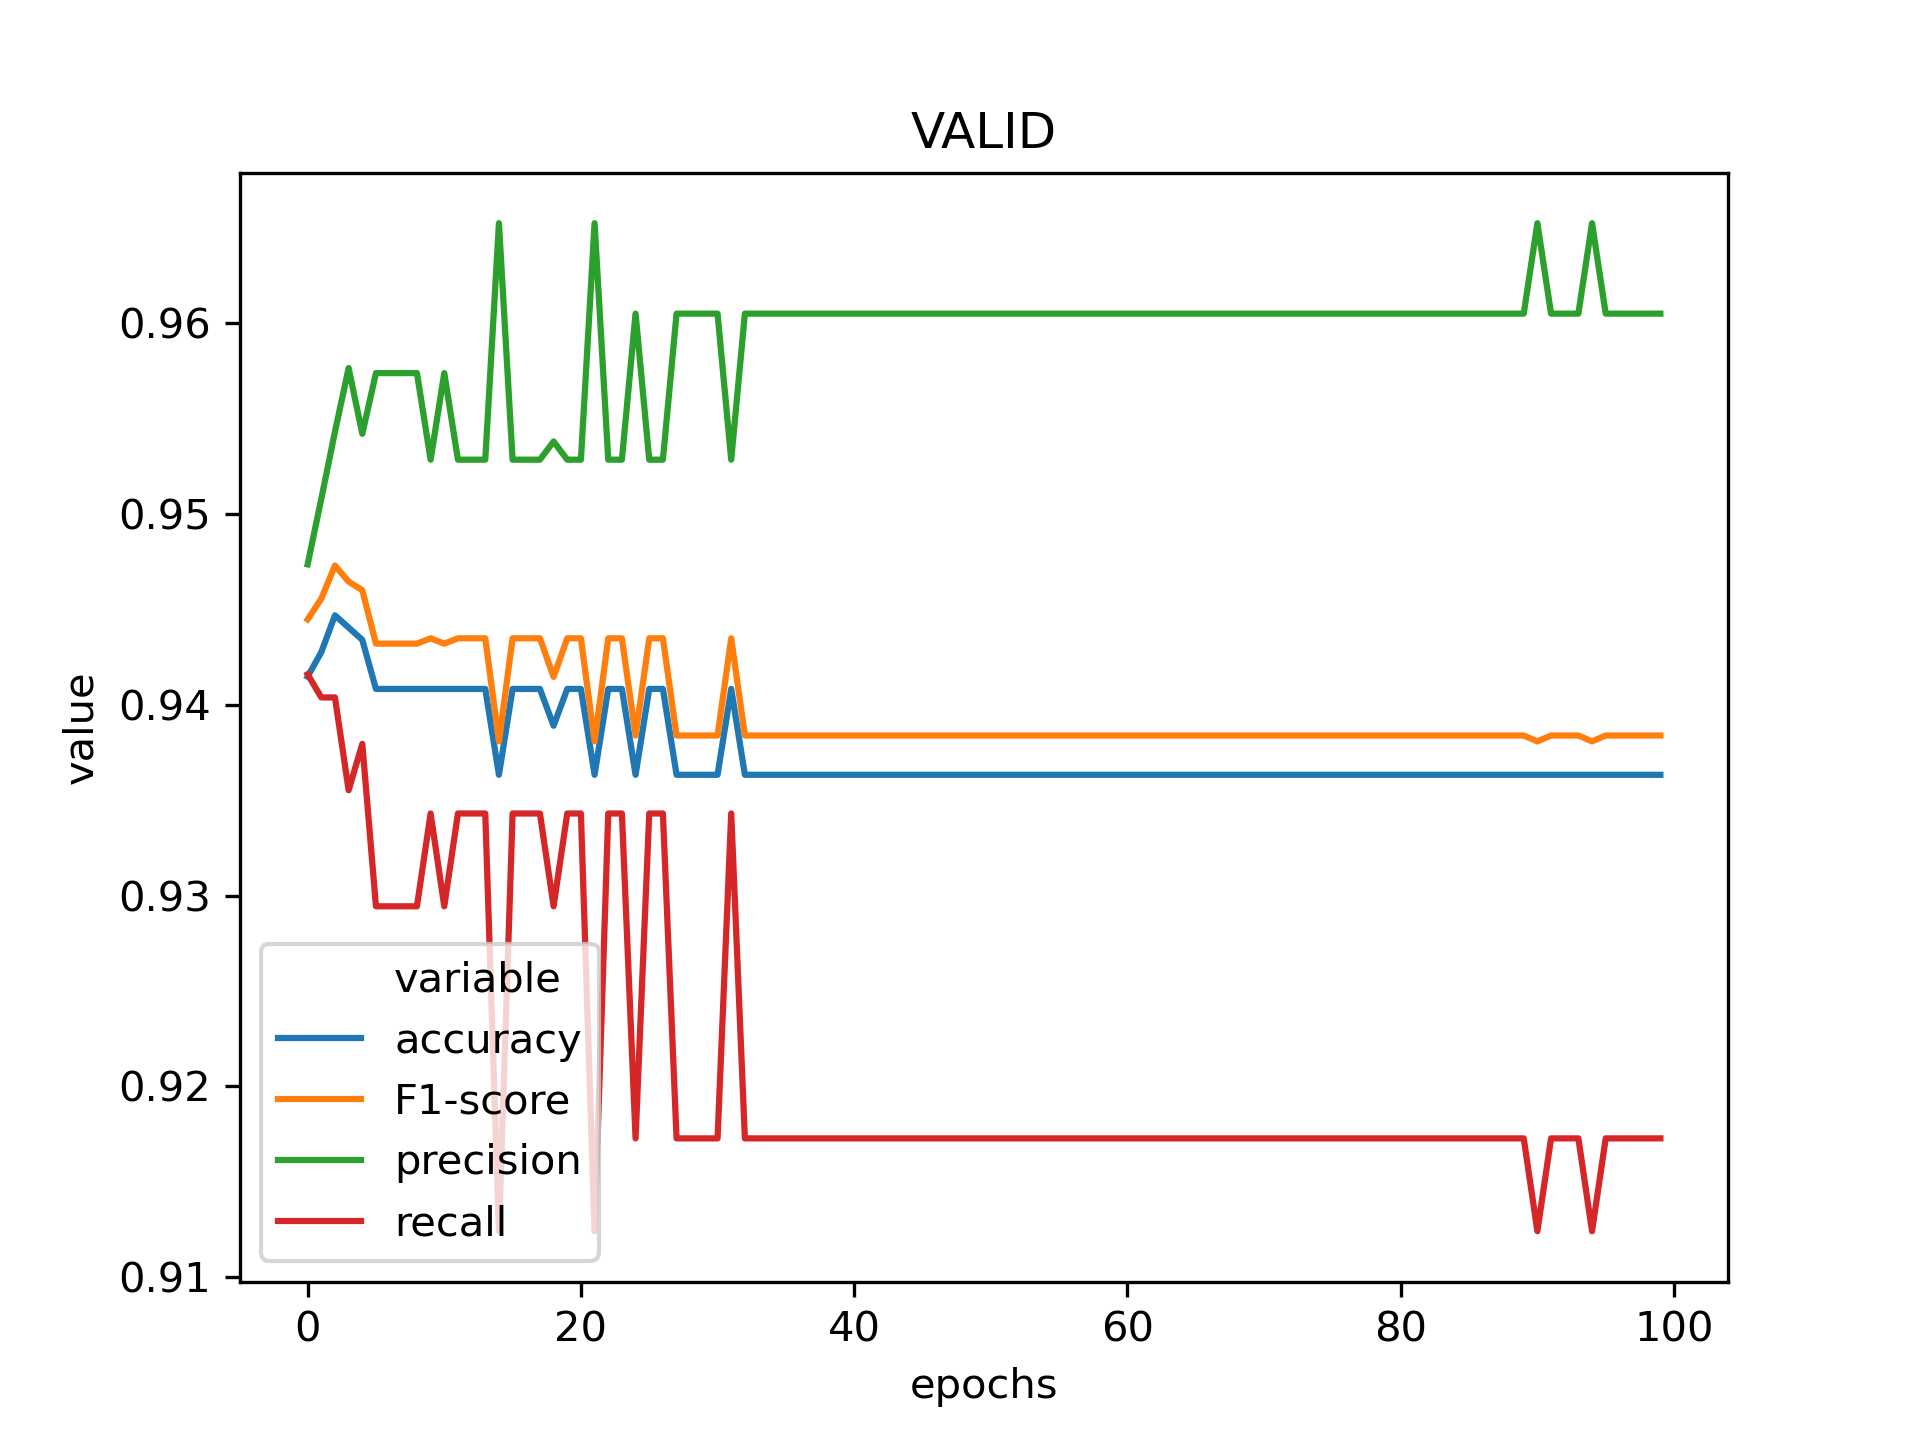 VALID
value
0.96
0.95
0.94
0.93
0.92
0.91
variable
accuracy
F1-score
precision
recall
0 20 40 60 80 100
epochs